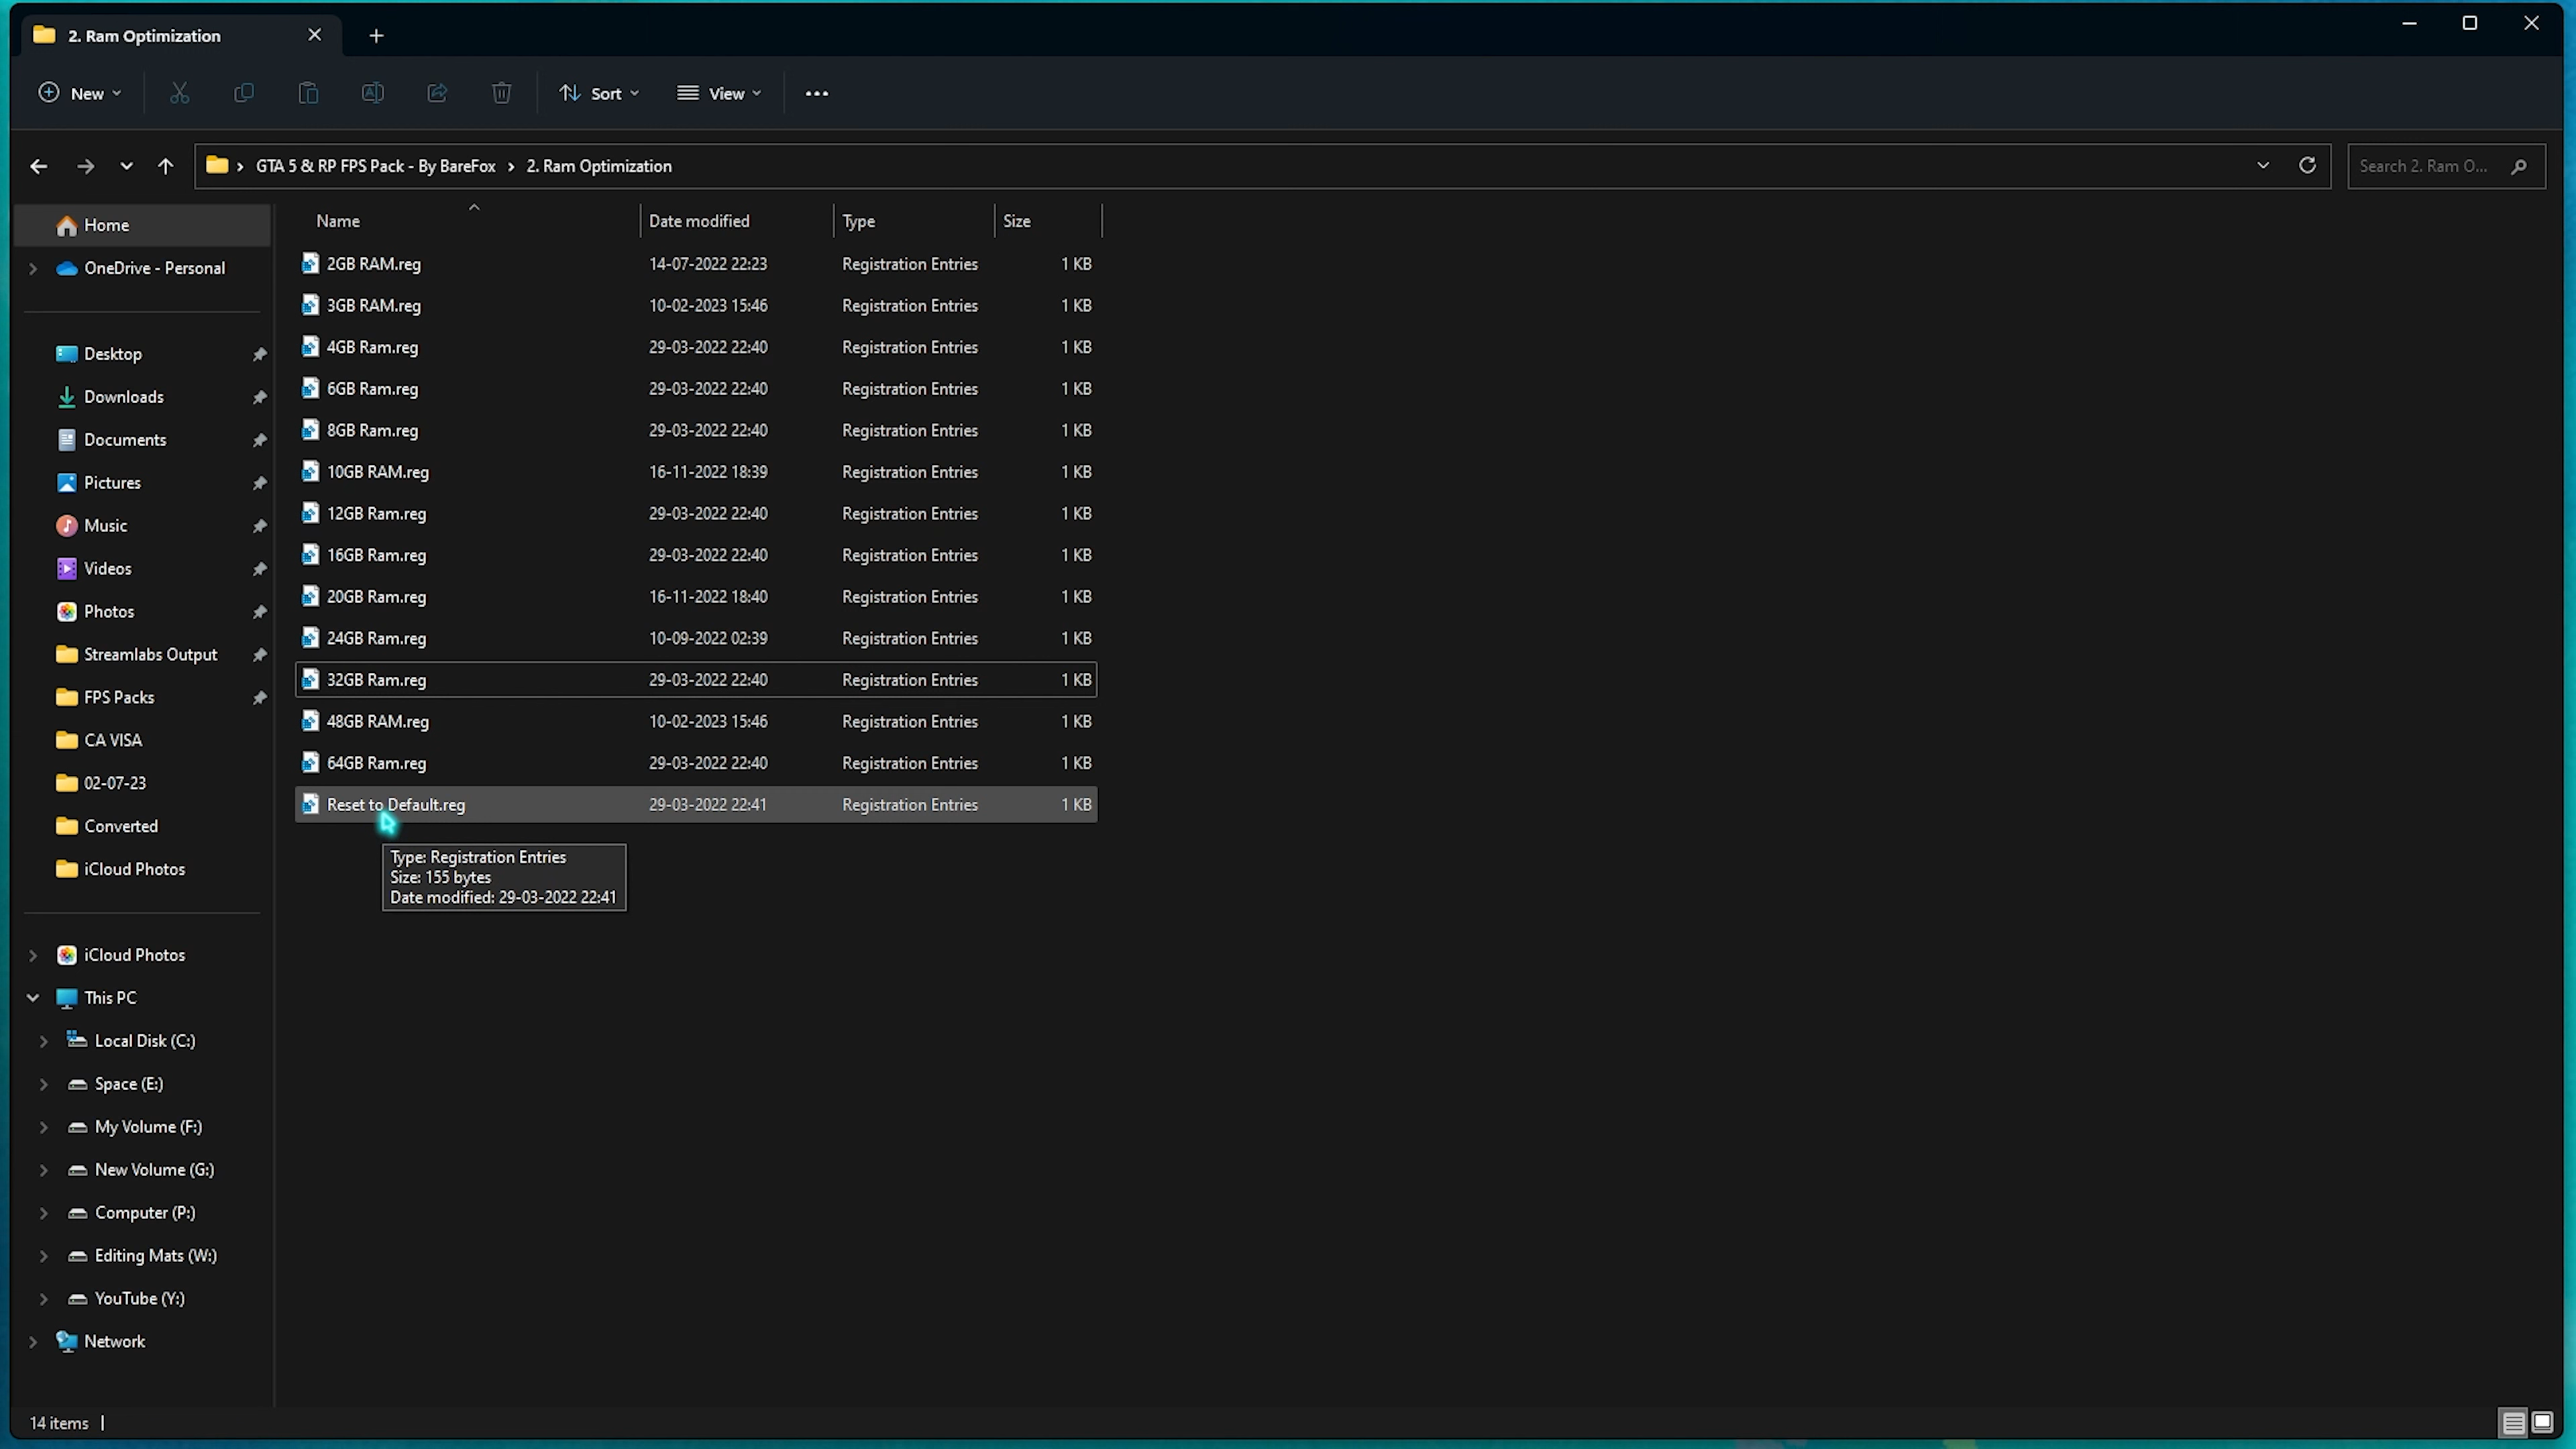 2. Ram Optimization
New
Sort
View
GTA 5 & RP FPS Pack - By BareFox > 2. Ram Optimization
Search 2. Ram O...
Home
OneDrive - Personal
Desktop
Downloads
Documents
Pictures
Music
Videos
Photos
Streamlabs Output
FPS Packs
CA VISA
02-07-23
Converted
iCloud Photos
iCloud Photos
This PC
Local Disk (C:)
Space (E:)
My Volume (F:)
New Volume (G:)
Computer (P:)
Editing Mats (W:)
YouTube (Y:)
Network
Name Date modified Type Size
2GB RAM.reg 14-07-2022 22:23 Registration Entries 1 KB
3GB RAM.reg 10-02-2023 15:46 Registration Entries 1 KB
4GB Ram.reg 29-03-2022 22:40 Registration Entries 1 KB
6GB Ram.reg 29-03-2022 22:40 Registration Entries 1 KB
8GB Ram.reg 29-03-2022 22:40 Registration Entries 1 KB
10GB RAM.reg 16-11-2022 18:39 Registration Entries 1 KB
12GB Ram.reg 29-03-2022 22:40 Registration Entries 1 KB
16GB Ram.reg 29-03-2022 22:40 Registration Entries 1 KB
20GB Ram.reg 16-11-2022 18:40 Registration Entries 1 KB
24GB Ram.reg 10-09-2022 02:39 Registration Entries 1 KB
32GB Ram.reg 29-03-2022 22:40 Registration Entries 1 KB
48GB RAM.reg 10-02-2023 15:46 Registration Entries 1 KB
64GB Ram.reg 29-03-2022 22:40 Registration Entries 1 KB
Reset to Default.reg 29-03-2022 22:41 Registration Entries 1 KB
Type: Registration Entries
Size: 155 bytes
Date modified: 29-03-2022 22:41
14 items